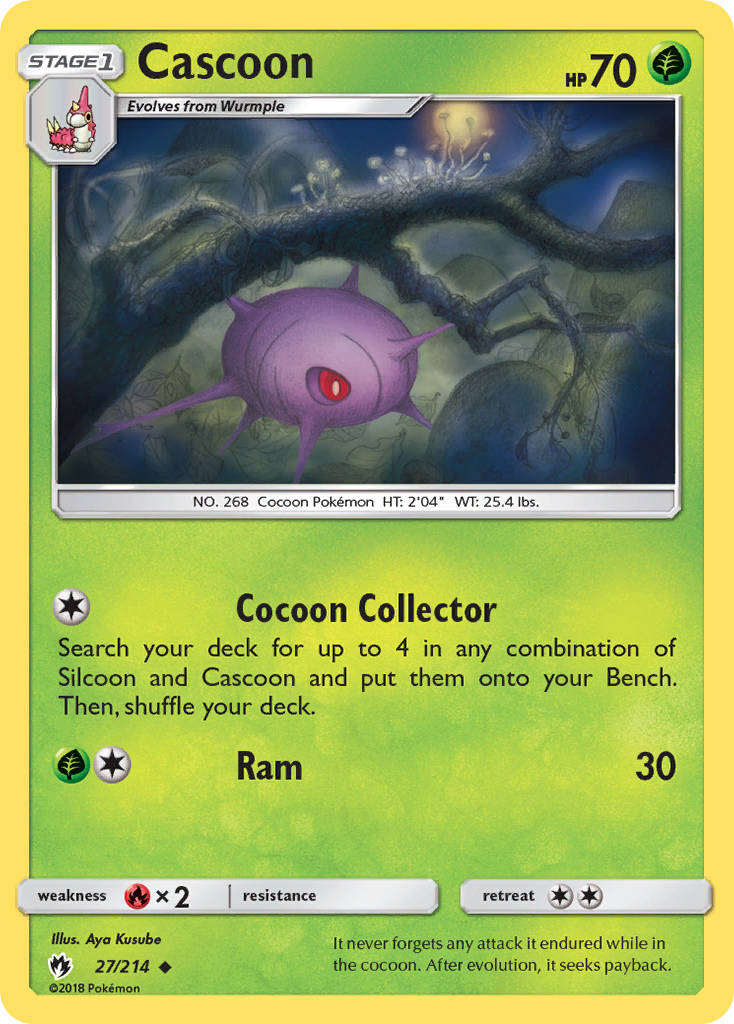 STAGE1
Cascoon
HP70
Evolves from Wurmple
NO. 268 Cocoon Pokémon HT: 2'04" WT: 25.4 lbs.
Cocoon Collector
Search your deck for up to 4 in any combination of
Silcoon and Cascoon and put them onto your Bench.
Then, shuffle your deck.
Ram 30
weakness ×2 resistance retreat
Illus. Aya Kusube
27/214
©2018 Pokémon
It never forgets any attack it endured while in
the cocoon. After evolution, it seeks payback.